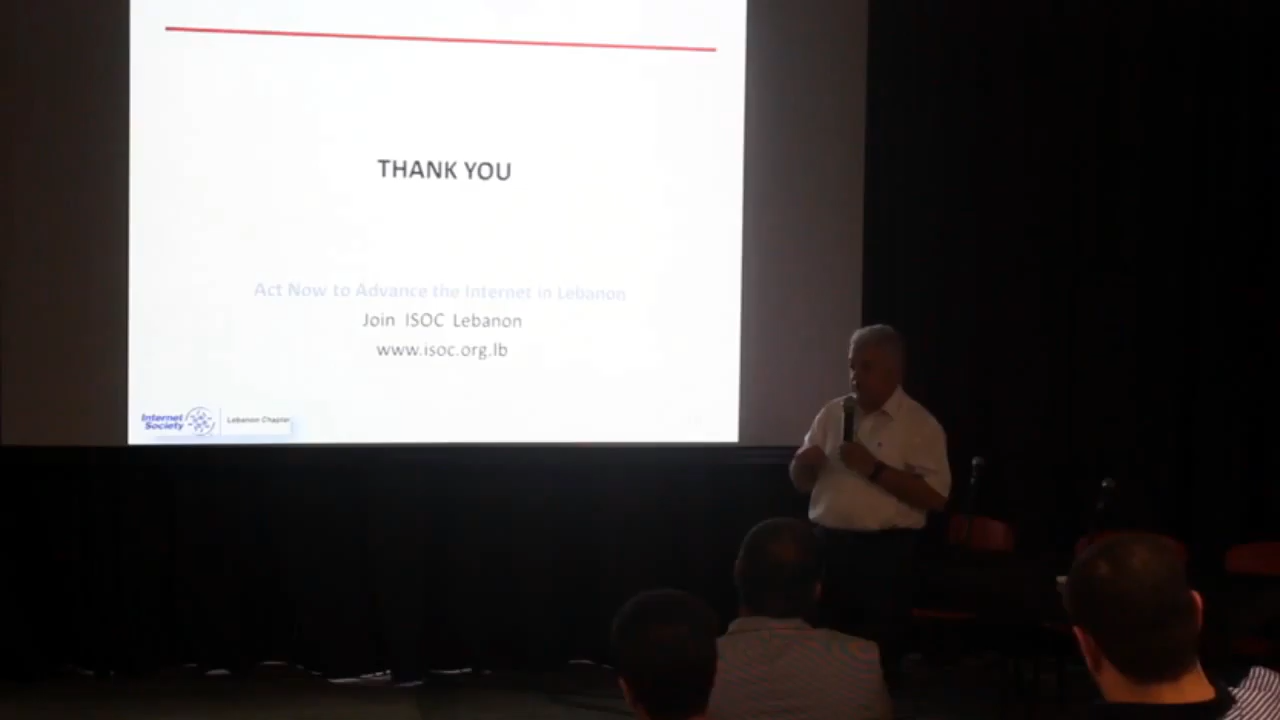 THANK YOU
Act Now to Advance the Internet in Lebanon
Join ISOC Lebanon
www.isoc.org.lb
Internet
Society
Lebanon Chapter